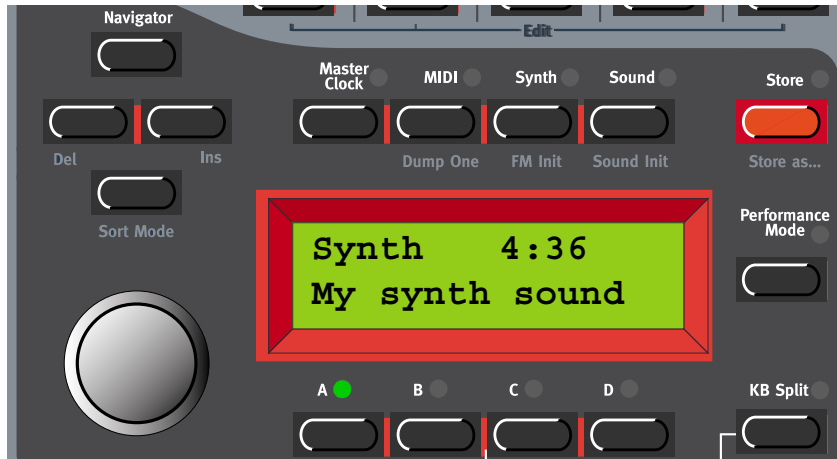 Navigator
Edit
Master Clock
MIDI
Synth
Sound
Store
Del
Ins
Dump One
FM Init
Sound Init
Store as...
Sort Mode
Performance Mode
Synth 4:36
My synth sound
A
B
C
D
KB Split